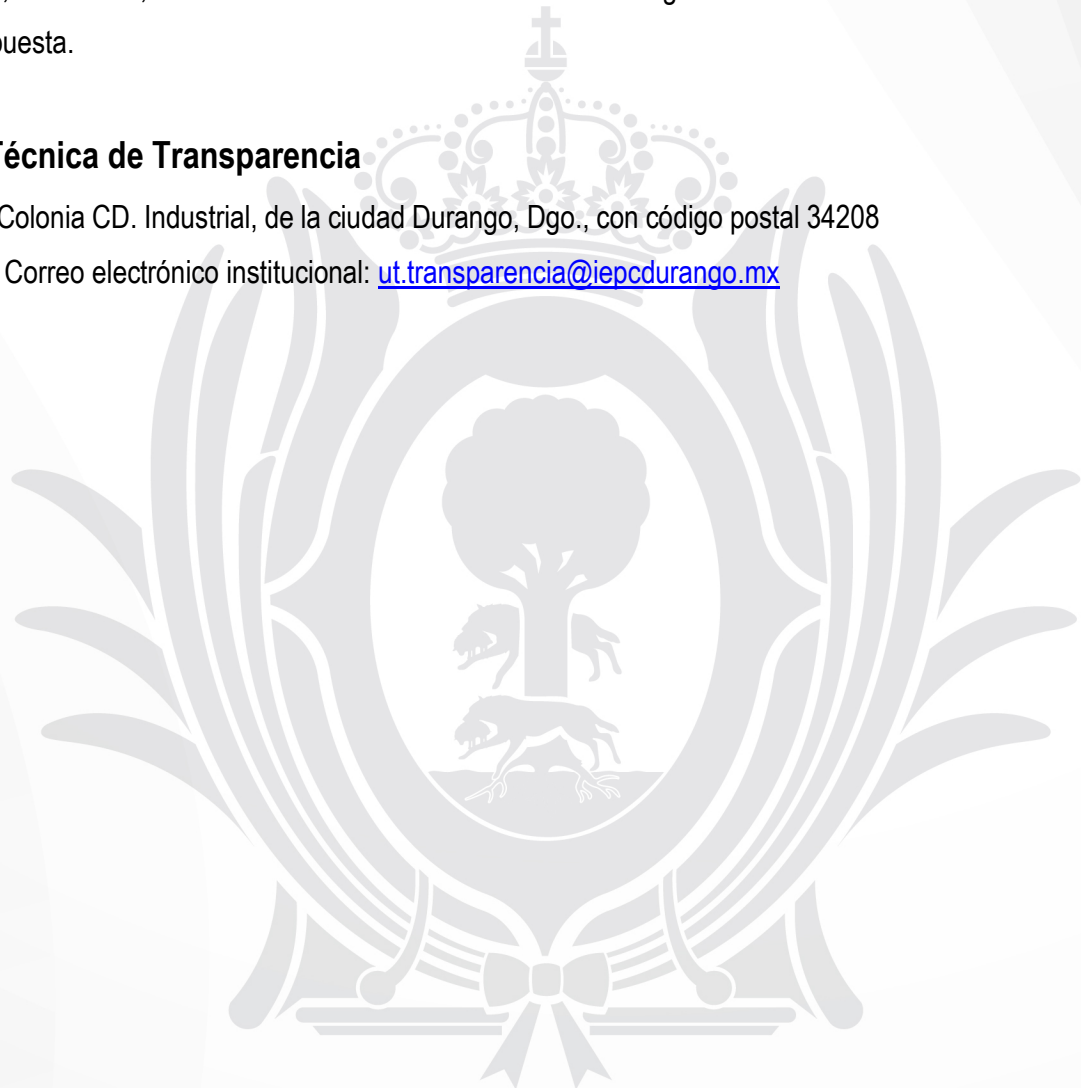 puesta.
Técnica de Transparencia
Colonia CD. Industrial, de la ciudad Durango, Dgo., con código postal 34208
Correo electrónico institucional: ut.transparencia@iepcdurango.mx